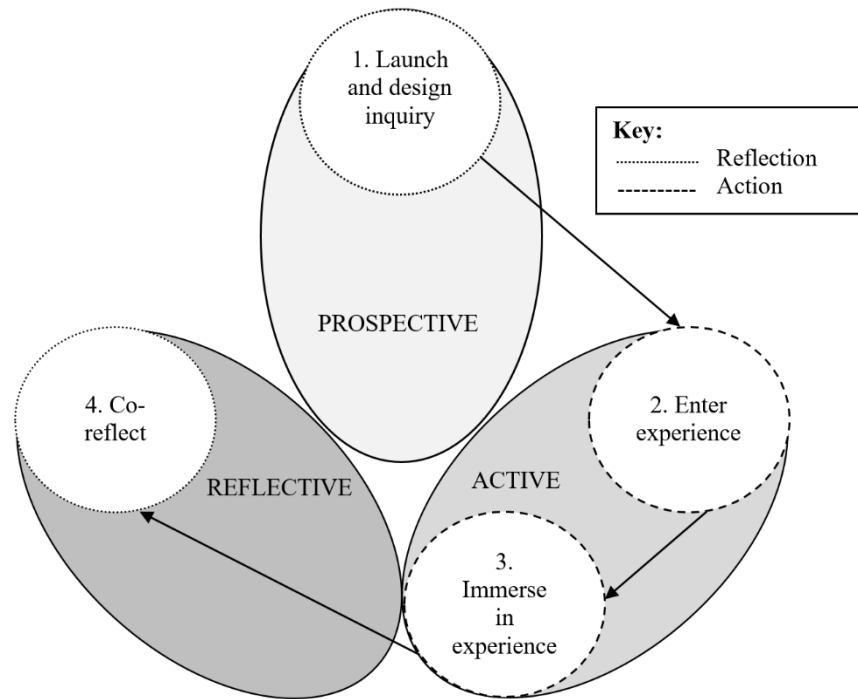 1. Launch
and design
inquiry
Key:
Reflection
Action
PROSPECTIVE
4. Co-
reflect
2. Enter
experience
REFLECTIVE
ACTIVE
3.
Immerse
in
experience